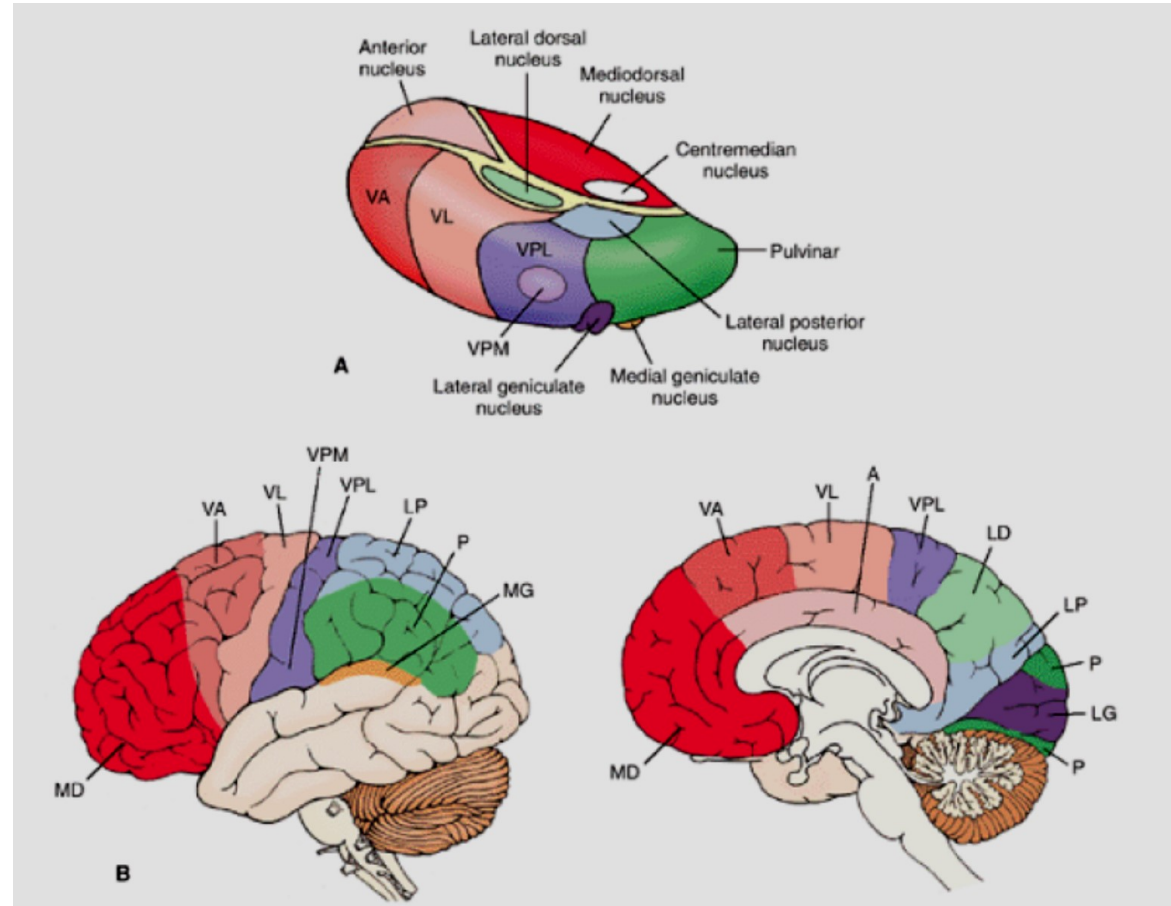 Anterior
nucleus
Lateral dorsal
nucleus
Mediodorsal
nucleus
Centremedian
nucleus
VA
VL
VPL
Pulvinar
VPM
Lateral posterior
nucleus
Lateral geniculate
nucleus
Medial geniculate
nucleus
A
VPM
VA
VL
VPL
LP
P
MG
MD
B
VA
VL
A
VPL
LD
LP
P
LG
P
MD